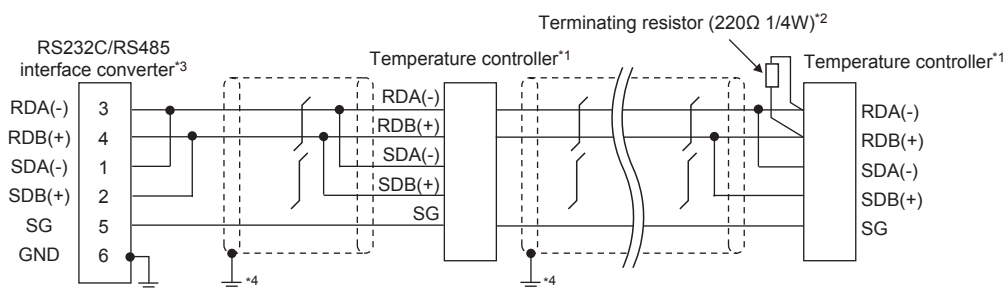 Terminating resistor (220Ω 1/4W)*2
RS232C/RS485
interface converter*3
Temperature controller*1
Temperature controller*1
RDA(-) 3 RDA(-) RDA(-)
RDB(+) 4 RDB(+) RDB(+)
SDA(-) 1 SDA(-) SDA(-)
SDB(+) 2 SDB(+) SDB(+)
SG 5 SG SG
GND 6
*4 *4